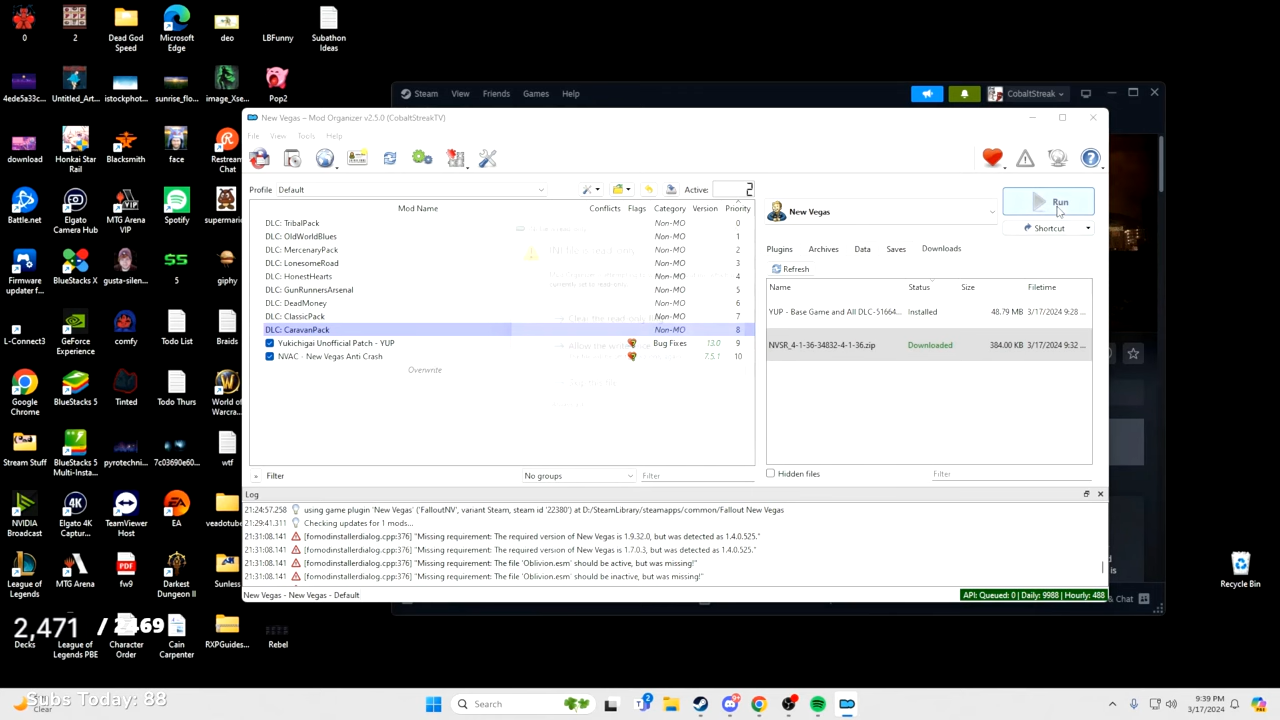 0
2
Dead God Speed
Microsoft Edge
deo
LBFunny
Subathon Ideas
4ede5a33c...
Untitled_Art...
istockphot...
sunrise_flo...
image_Xse...
Pop2
download
Honkai Star Rail
Blacksmith
face
Restream Chat
Battle.net
Elgato Camera Hub
MTG Arena VIP
Spotify
supermari
Firmware updater f...
BlueStacks X
gusta-silen...
SS
5
giphy
L-Connect3
GeForce Experience
comfy
Todo List
Braids
Google Chrome
BlueStacks 5
Tinted
Todo Thurs
World of Warcra...
Stream Stuff
BlueStacks 5 Multi-Insta...
pyrotechni...
7c03690e60...
wtf
NVIDIA Broadcast
Elgato 4K Captur...
TeamViewer Host
EA
veadotube
League of Legends
MTG Arena
PDF
fw9
Darkest Dungeon II
Sunless
2,471
Decks
League of Legends PBE
Character Order
Cain Carpenter
RXPGuides...
Rebel
Recycle Bin
Steam View Friends Games Help
CobaltStreak
New Vegas – Mod Organizer v2.5.0 (CobaltStreakTV)
File View Tools Help
Profile Default
Active: 2
Mod Name Conflicts Flags Category Version Priority
DLC: TribalPack Non-MO 0
DLC: OldWorldBlues Non-MO 1
DLC: MercenaryPack Non-MO 2
DLC: LonesomeRoad Non-MO 3
DLC: HonestHearts Non-MO 4
DLC: GunRunnersArsenal Non-MO 5
DLC: DeadMoney Non-MO 6
DLC: ClassicPack Non-MO 7
DLC: CaravanPack Non-MO 8
Yukichigai Unofficial Patch - YUP Bug Fixes 13.0 9
NVAC - New Vegas Anti Crash 7.5.1 10
Overwrite
Filter
No groups
Filter
New Vegas
Run
Shortcut
Plugins Archives Data Saves Downloads
Refresh
Name Status Size Filetime
YUP - Base Game and All DLC-51664... Installed 48.79 MB 3/17/2024 9:28 ...
NVSR_4-1-36-34832-4-1-36.zip Downloaded 384.00 KB 3/17/2024 9:32 ...
Hidden files
Filter
Log
21:24:57.258 using game plugin 'New Vegas' ('FalloutNV', variant Steam, steam id '22380') at D:/SteamLibrary/steamapps/common/Fallout New Vegas
21:29:41.311 Checking updates for 1 mods...
21:31:08.141 [fomodinstallerdialog.cpp:376] "Missing requirement: The required version of New Vegas is 1.9.32.0, but was detected as 1.4.0.525."
21:31:08.141 [fomodinstallerdialog.cpp:376] "Missing requirement: The required version of New Vegas is 1.7.0.3, but was detected as 1.4.0.525."
21:31:08.141 [fomodinstallerdialog.cpp:376] "Missing requirement: The file 'Oblivion.esm' should be active, but was missing!"
21:31:08.141 [fomodinstallerdialog.cpp:376] "Missing requirement: The file 'Oblivion.esm' should be inactive, but was missing!"
New Vegas - New Vegas - Default
API: Queued: 0 | Daily: 9988 | Hourly: 488
Chat
Subs Today: 88
Clear
Search
9:39 PM
3/17/2024